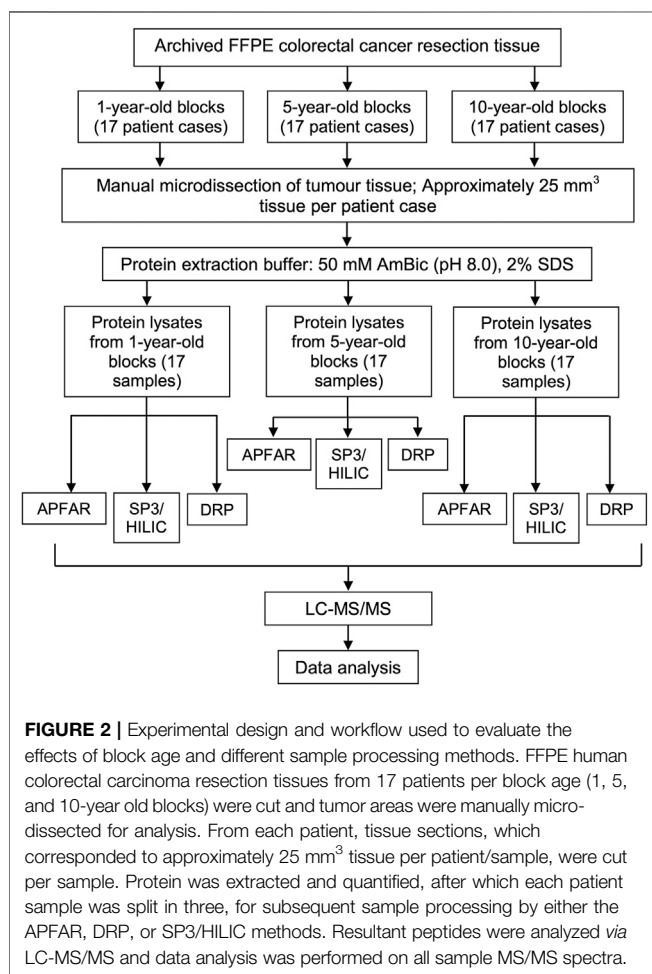 Archived FFPE colorectal cancer resection tissue
1-year-old blocks
(17 patient cases)
5-year-old blocks
(17 patient cases)
10-year-old blocks
(17 patient cases)
Manual microdissection of tumour tissue; Approximately 25 mm³
tissue per patient case
Protein extraction buffer: 50 mM AmBic (pH 8.0), 2% SDS
Protein lysates
from 1-year-old
blocks (17
samples)
Protein lysates
from 5-year-old
blocks (17
samples)
Protein lysates
from 10-year-old
blocks (17
samples)
APFAR
SP3/
HILIC
DRP
APFAR
SP3/
HILIC
DRP
APFAR
SP3/
HILIC
DRP
LC-MS/MS
Data analysis
FIGURE 2 | Experimental design and workflow used to evaluate the
effects of block age and different sample processing methods. FFPE human
colorectal carcinoma resection tissues from 17 patients per block age (1, 5,
and 10-year old blocks) were cut and tumor areas were manually micro-
dissected for analysis. From each patient, tissue sections, which
corresponded to approximately 25 mm³ tissue per patient/sample, were cut
per sample. Protein was extracted and quantified, after which each patient
sample was split in three, for subsequent sample processing by either the
APFAR, DRP, or SP3/HILIC methods. Resultant peptides were analyzed via
LC-MS/MS and data analysis was performed on all sample MS/MS spectra.